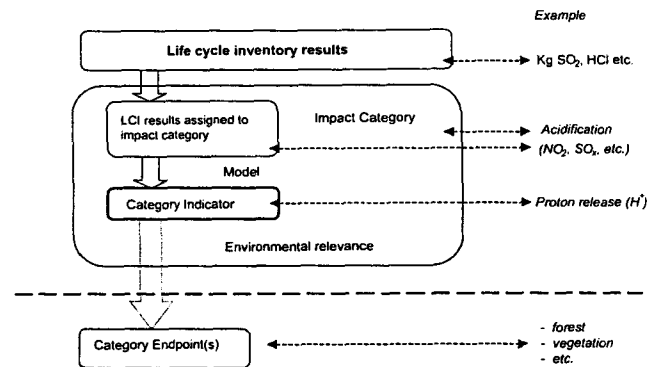 Example
Life cycle inventory results
Kg SO₂, HCl etc.
LCI results assigned to
impact category
Impact Category
Acidification
(NO₂, SOₓ, etc.)
Model
Category Indicator
Proton release (H⁺)
Environmental relevance
Category Endpoint(s)
- forest
- vegetation
- etc.